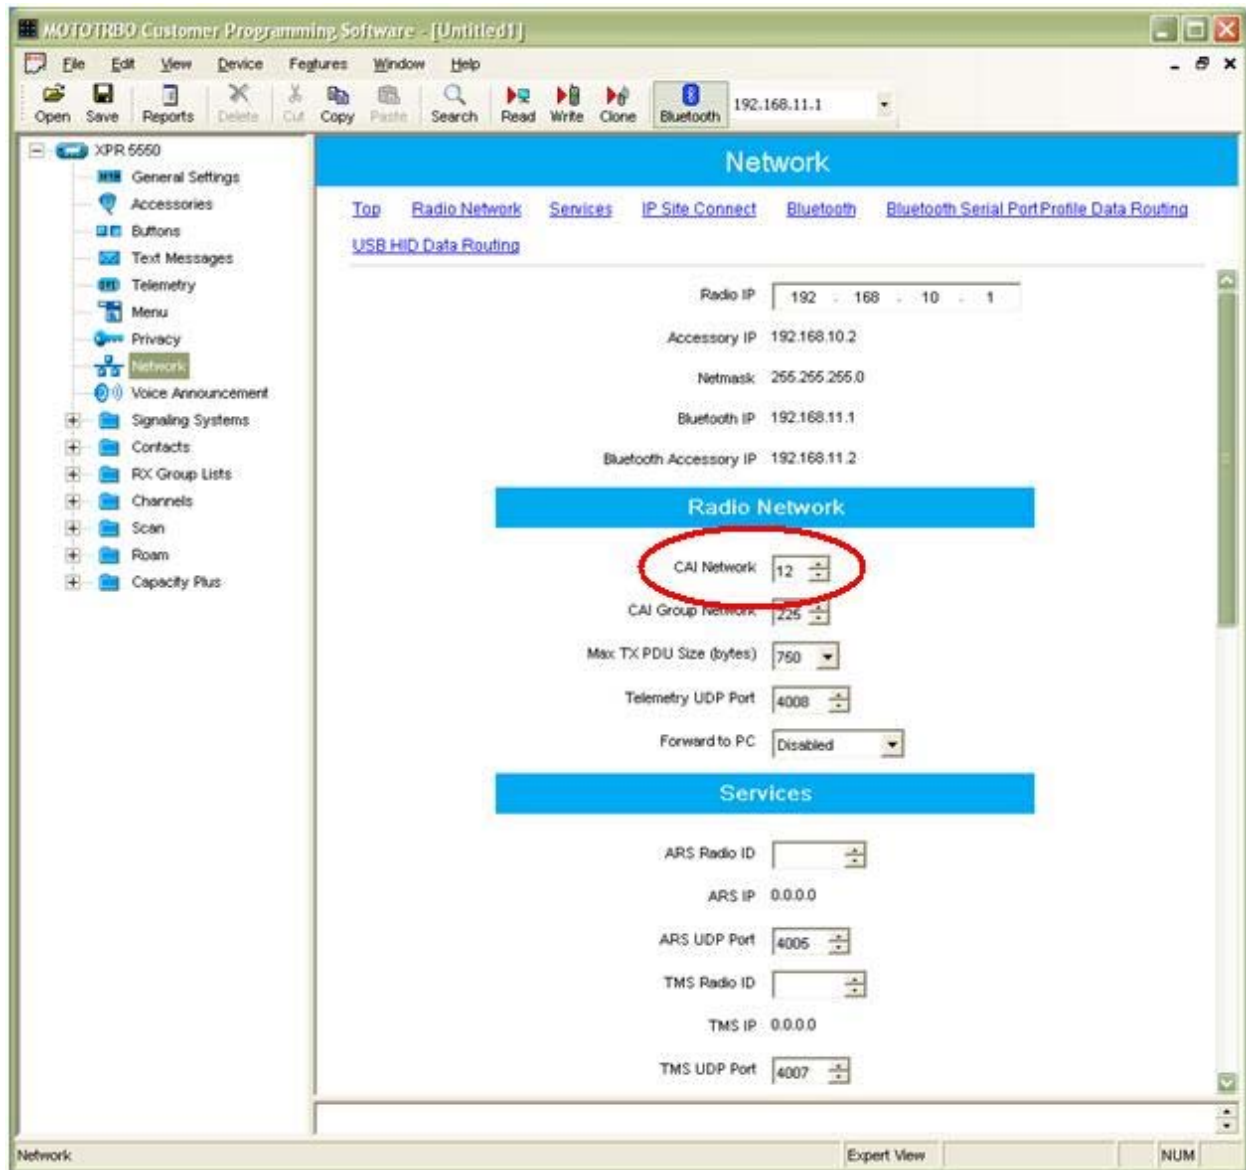 MOTOTRBO Customer Programming Software - [Untitled1]
File Edit View Device Features Window Help
Open Save Reports Delete Cut Copy Paste Search Read Write Clone Bluetooth 192.168.11.1
XPR 5550
General Settings
Accessories
Buttons
Text Messages
Telemetry
Menu
Privacy
Network
Voice Announcement
Signaling Systems
Contacts
RX Group Lists
Channels
Scan
Roam
Capacity Plus
Network
Top Radio Network Services IP Site Connect Bluetooth Bluetooth Serial Port Profile Data Routing
USB HID Data Routing
Radio IP 192 . 168 . 10 . 1
Accessory IP 192.168.10.2
Netmask 255.255.255.0
Bluetooth IP 192.168.11.1
Bluetooth Accessory IP 192.168.11.2
Radio Network
CAI Network 12
CAI Group Network 225
Max TX PDU Size (bytes) 750
Telemetry UDP Port 4008
Forward to PC Disabled
Services
ARS Radio ID
ARS IP 0.0.0.0
ARS UDP Port 4005
TMS Radio ID
TMS IP 0.0.0.0
TMS UDP Port 4007
Network Expert View NUM